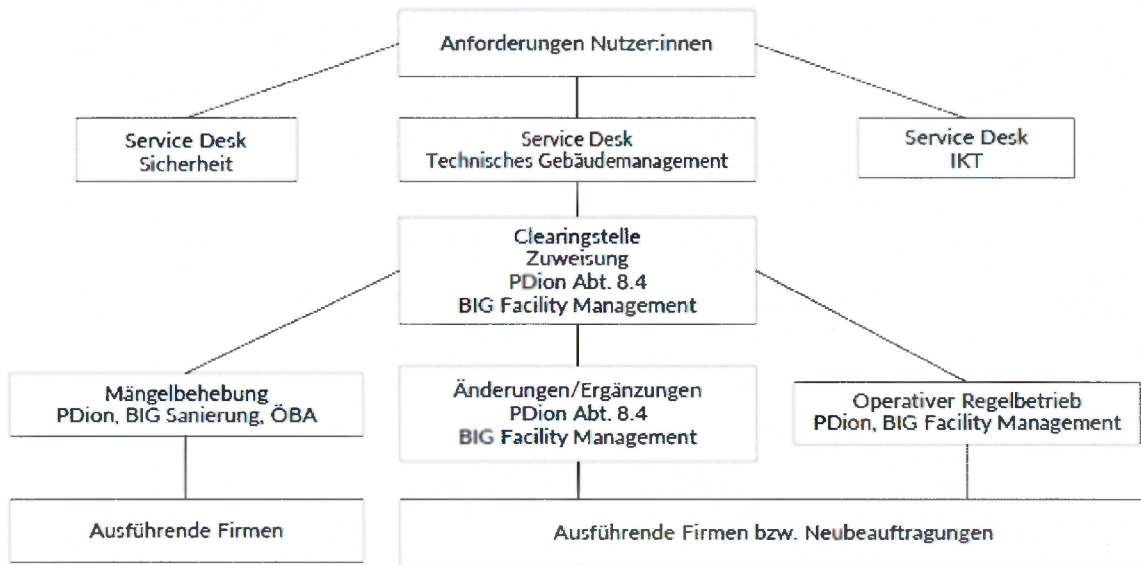 Anforderungen Nutzer:innen
Service Desk
Sicherheit
Service Desk
Technisches Gebäudemanagement
Service Desk
IKT
Clearingstelle
Zuweisung
PDion Abt. 8.4
BIG Facility Management
Mängelbehebung
PDion, BIG Sanierung, ÖBA
Änderungen/Ergänzungen
PDion Abt. 8.4
BIG Facility Management
Operativer Regelbetrieb
PDion, BIG Facility Management
Ausführende Firmen
Ausführende Firmen bzw. Neubeauftragungen